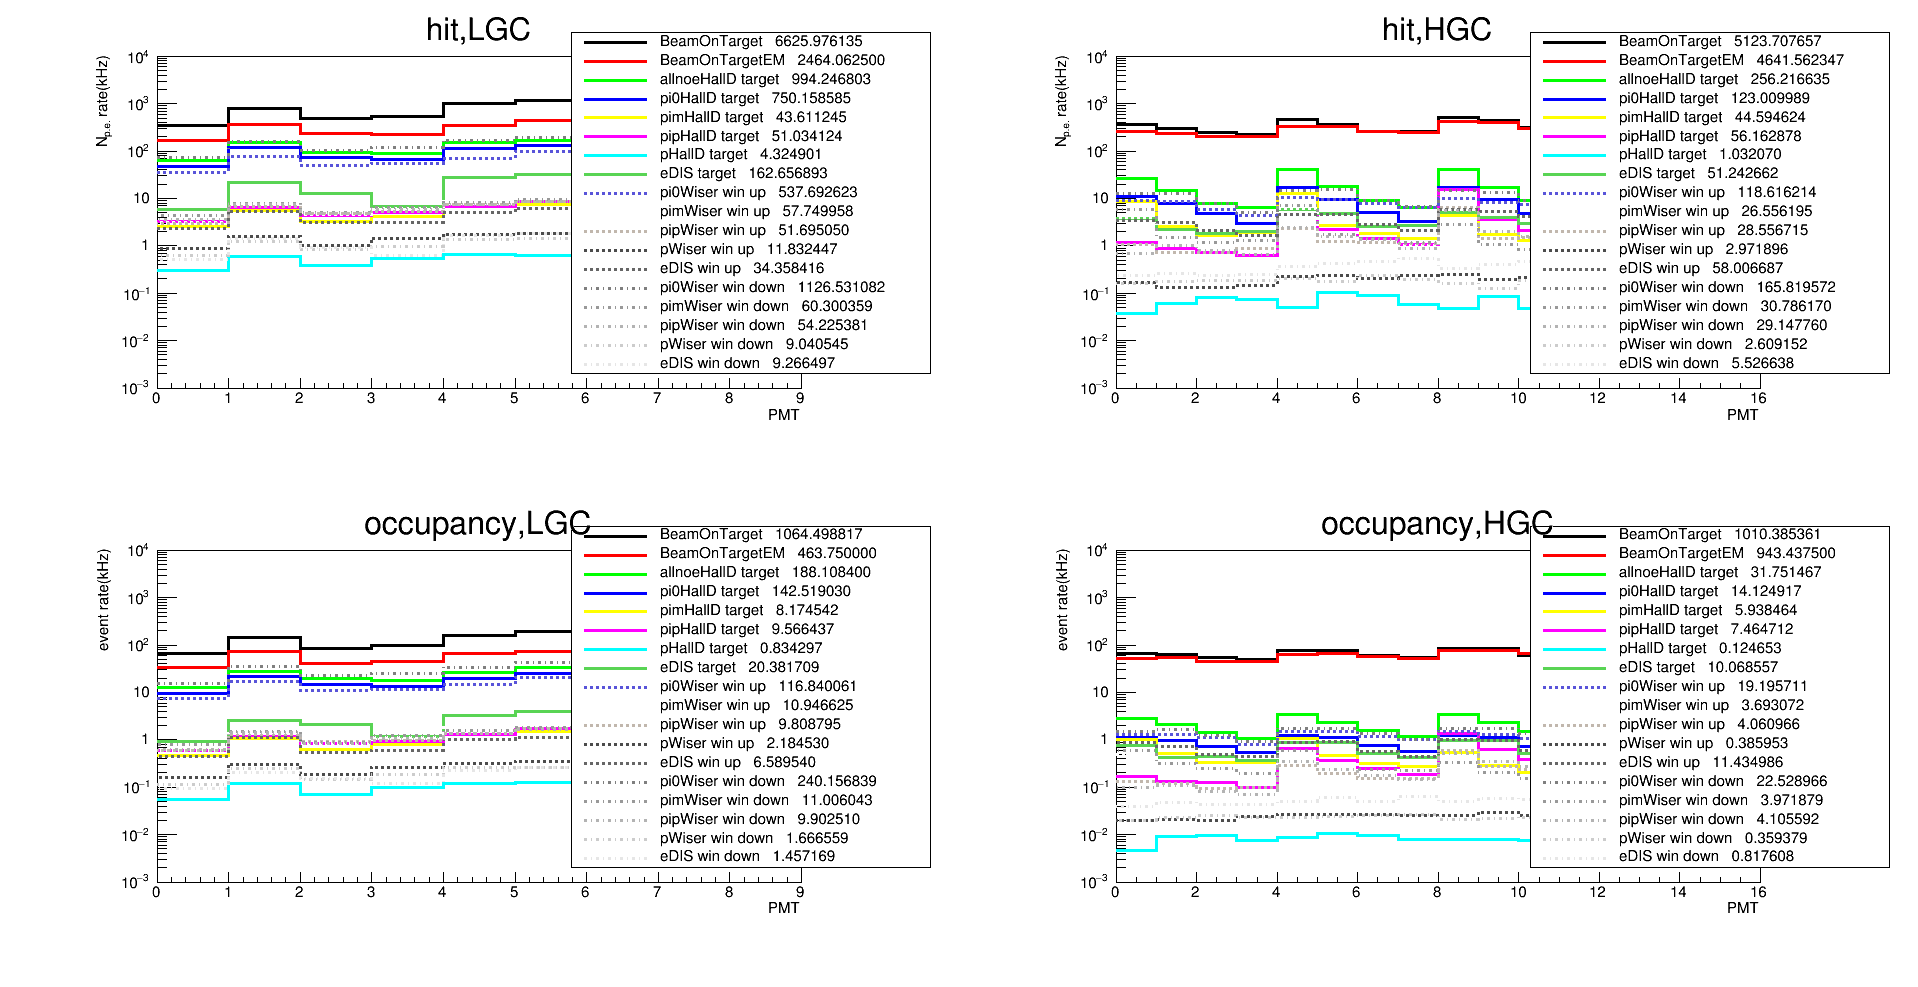 hit,LGC
N_p.e. rate(kHz)
10^4
10^3
10^2
10
1
10^−1
10^−2
10^−3
0 1 2 3 4 5 6 7 8 9
PMT
BeamOnTarget 6625.976135
BeamOnTargetEM 2464.062500
allnoeHallD target 994.246803
pi0HallD target 750.158585
pimHallD target 43.611245
pipHallD target 51.034124
pHallD target 4.324901
eDIS target 162.656893
pi0Wiser win up 537.692623
pimWiser win up 57.749958
pipWiser win up 51.695050
pWiser win up 11.832447
eDIS win up 34.358416
pi0Wiser win down 1126.531082
pimWiser win down 60.300359
pipWiser win down 54.225381
pWiser win down 9.040545
eDIS win down 9.266497
hit,HGC
N_p.e. rate(kHz)
10^4
10^3
10^2
10
1
10^−1
10^−2
10^−3
0 2 4 6 8 10 12 14 16
PMT
BeamOnTarget 5123.707657
BeamOnTargetEM 4641.562347
allnoeHallD target 256.216635
pi0HallD target 123.009989
pimHallD target 44.594624
pipHallD target 56.162878
pHallD target 1.032070
eDIS target 51.242662
pi0Wiser win up 118.616214
pimWiser win up 26.556195
pipWiser win up 28.556715
pWiser win up 2.971896
eDIS win up 58.006687
pi0Wiser win down 165.819572
pimWiser win down 30.786170
pipWiser win down 29.147760
pWiser win down 2.609152
eDIS win down 5.526638
occupancy,LGC
event rate(kHz)
10^4
10^3
10^2
10
1
10^−1
10^−2
10^−3
0 1 2 3 4 5 6 7 8 9
PMT
BeamOnTarget 1064.498817
BeamOnTargetEM 463.750000
allnoeHallD target 188.108400
pi0HallD target 142.519030
pimHallD target 8.174542
pipHallD target 9.566437
pHallD target 0.834297
eDIS target 20.381709
pi0Wiser win up 116.840061
pimWiser win up 10.946625
pipWiser win up 9.808795
pWiser win up 2.184530
eDIS win up 6.589540
pi0Wiser win down 240.156839
pimWiser win down 11.006043
pipWiser win down 9.902510
pWiser win down 1.666559
eDIS win down 1.457169
occupancy,HGC
event rate(kHz)
10^4
10^3
10^2
10
1
10^−1
10^−2
10^−3
0 2 4 6 8 10 12 14 16
PMT
BeamOnTarget 1010.385361
BeamOnTargetEM 943.437500
allnoeHallD target 31.751467
pi0HallD target 14.124917
pimHallD target 5.938464
pipHallD target 7.464712
pHallD target 0.124653
eDIS target 10.068557
pi0Wiser win up 19.195711
pimWiser win up 3.693072
pipWiser win up 4.060966
pWiser win up 0.385953
eDIS win up 11.434986
pi0Wiser win down 22.528966
pimWiser win down 3.971879
pipWiser win down 4.105592
pWiser win down 0.359379
eDIS win down 0.817608